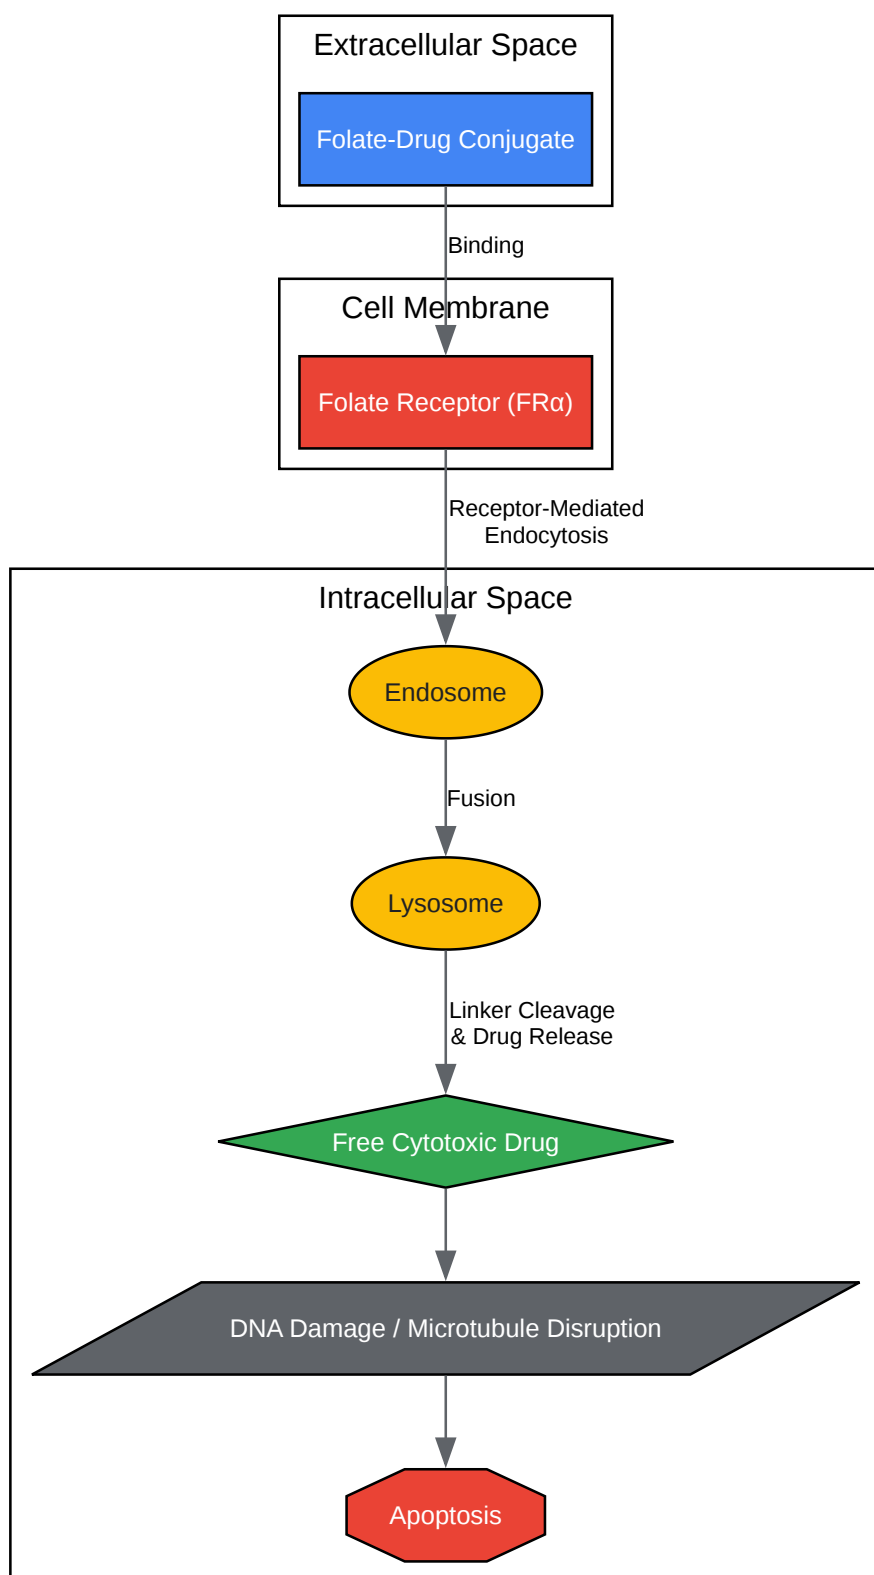 Extracellular Space
Folate-Drug Conjugate
Binding
Cell Membrane
Folate Receptor (FRα)
Receptor-Mediated
Endocytosis
Intracellular Space
Endosome
Fusion
Lysosome
Linker Cleavage
& Drug Release
Free Cytotoxic Drug
DNA Damage / Microtubule Disruption
Apoptosis